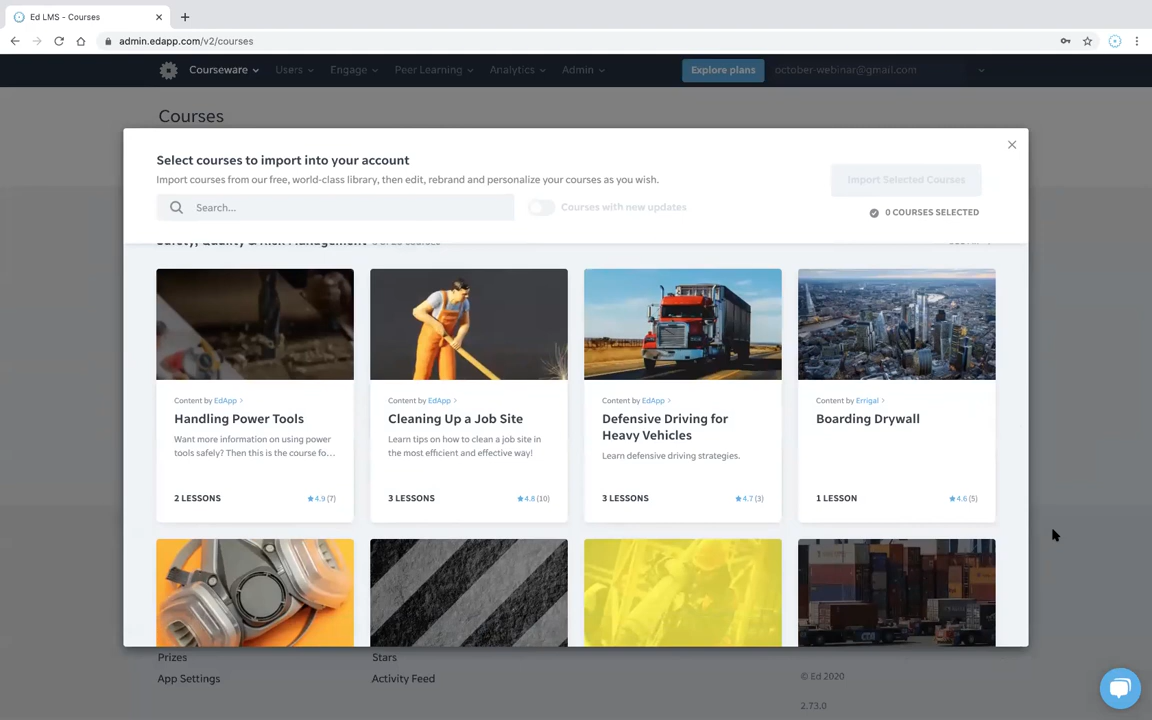 Ed LMS - Courses
admin.edapp.com/v2/courses
Courseware Users Engage Peer Learning Analytics Admin Explore plans october-webinar@gmail.com
Courses
Select courses to import into your account
Import courses from our free, world-class library, then edit, rebrand and personalize your courses as you wish.
Import Selected Courses
Search... Courses with new updates
0 COURSES SELECTED
Safety, Quality & Risk Management
Content by EdApp >
Handling Power Tools
Want more information on using power
tools safely? Then this is the course fo...
2 LESSONS ★4.9 (7)
Content by EdApp >
Cleaning Up a Job Site
Learn tips on how to clean a job site in
the most efficient and effective way!
3 LESSONS ★4.8 (10)
Content by EdApp >
Defensive Driving for
Heavy Vehicles
Learn defensive driving strategies.
3 LESSONS ★4.7 (3)
Content by Errigal >
Boarding Drywall
1 LESSON ★4.6 (5)
Prizes Stars
App Settings Activity Feed
© Ed 2020
2.73.0